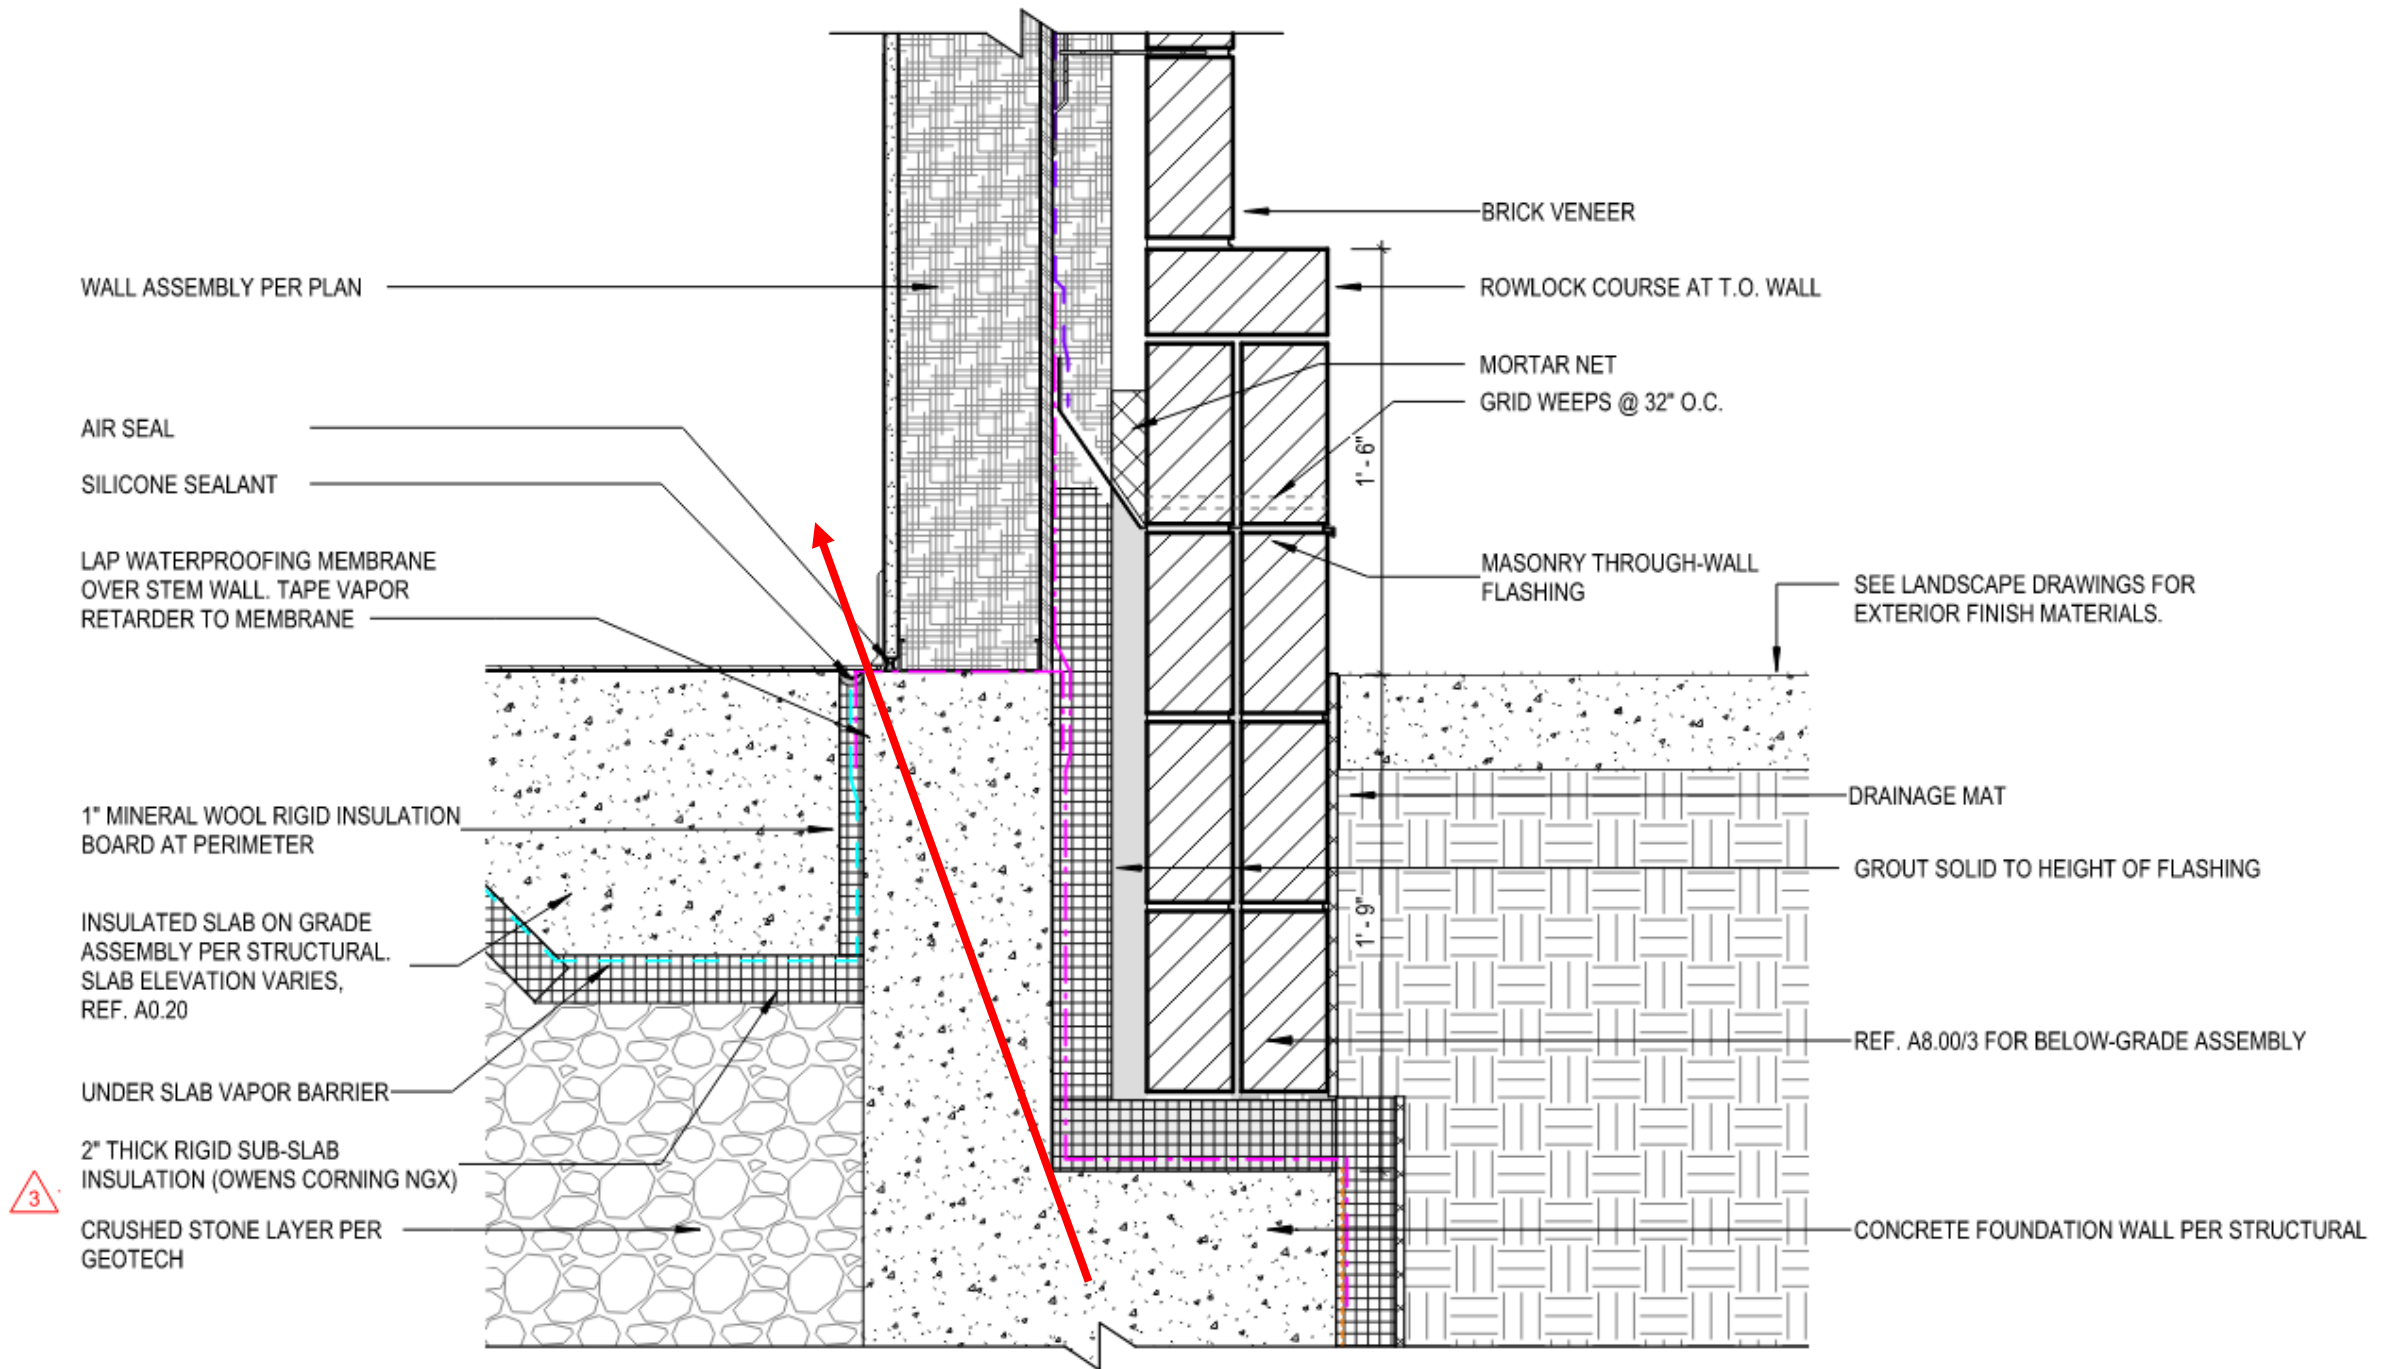 WALL ASSEMBLY PER PLAN
AIR SEAL
SILICONE SEALANT
LAP WATERPROOFING MEMBRANE
OVER STEM WALL. TAPE VAPOR
RETARDER TO MEMBRANE
1" MINERAL WOOL RIGID INSULATION
BOARD AT PERIMETER
INSULATED SLAB ON GRADE
ASSEMBLY PER STRUCTURAL.
SLAB ELEVATION VARIES,
REF. A0.20
UNDER SLAB VAPOR BARRIER
2" THICK RIGID SUB-SLAB
INSULATION (OWENS CORNING NGX)
3
CRUSHED STONE LAYER PER
GEOTECH
BRICK VENEER
ROWLOCK COURSE AT T.O. WALL
MORTAR NET
GRID WEEPS @ 32" O.C.
1' - 6"
MASONRY THROUGH-WALL
FLASHING
SEE LANDSCAPE DRAWINGS FOR
EXTERIOR FINISH MATERIALS.
DRAINAGE MAT
GROUT SOLID TO HEIGHT OF FLASHING
1' - 9"
REF. A8.00/3 FOR BELOW-GRADE ASSEMBLY
CONCRETE FOUNDATION WALL PER STRUCTURAL